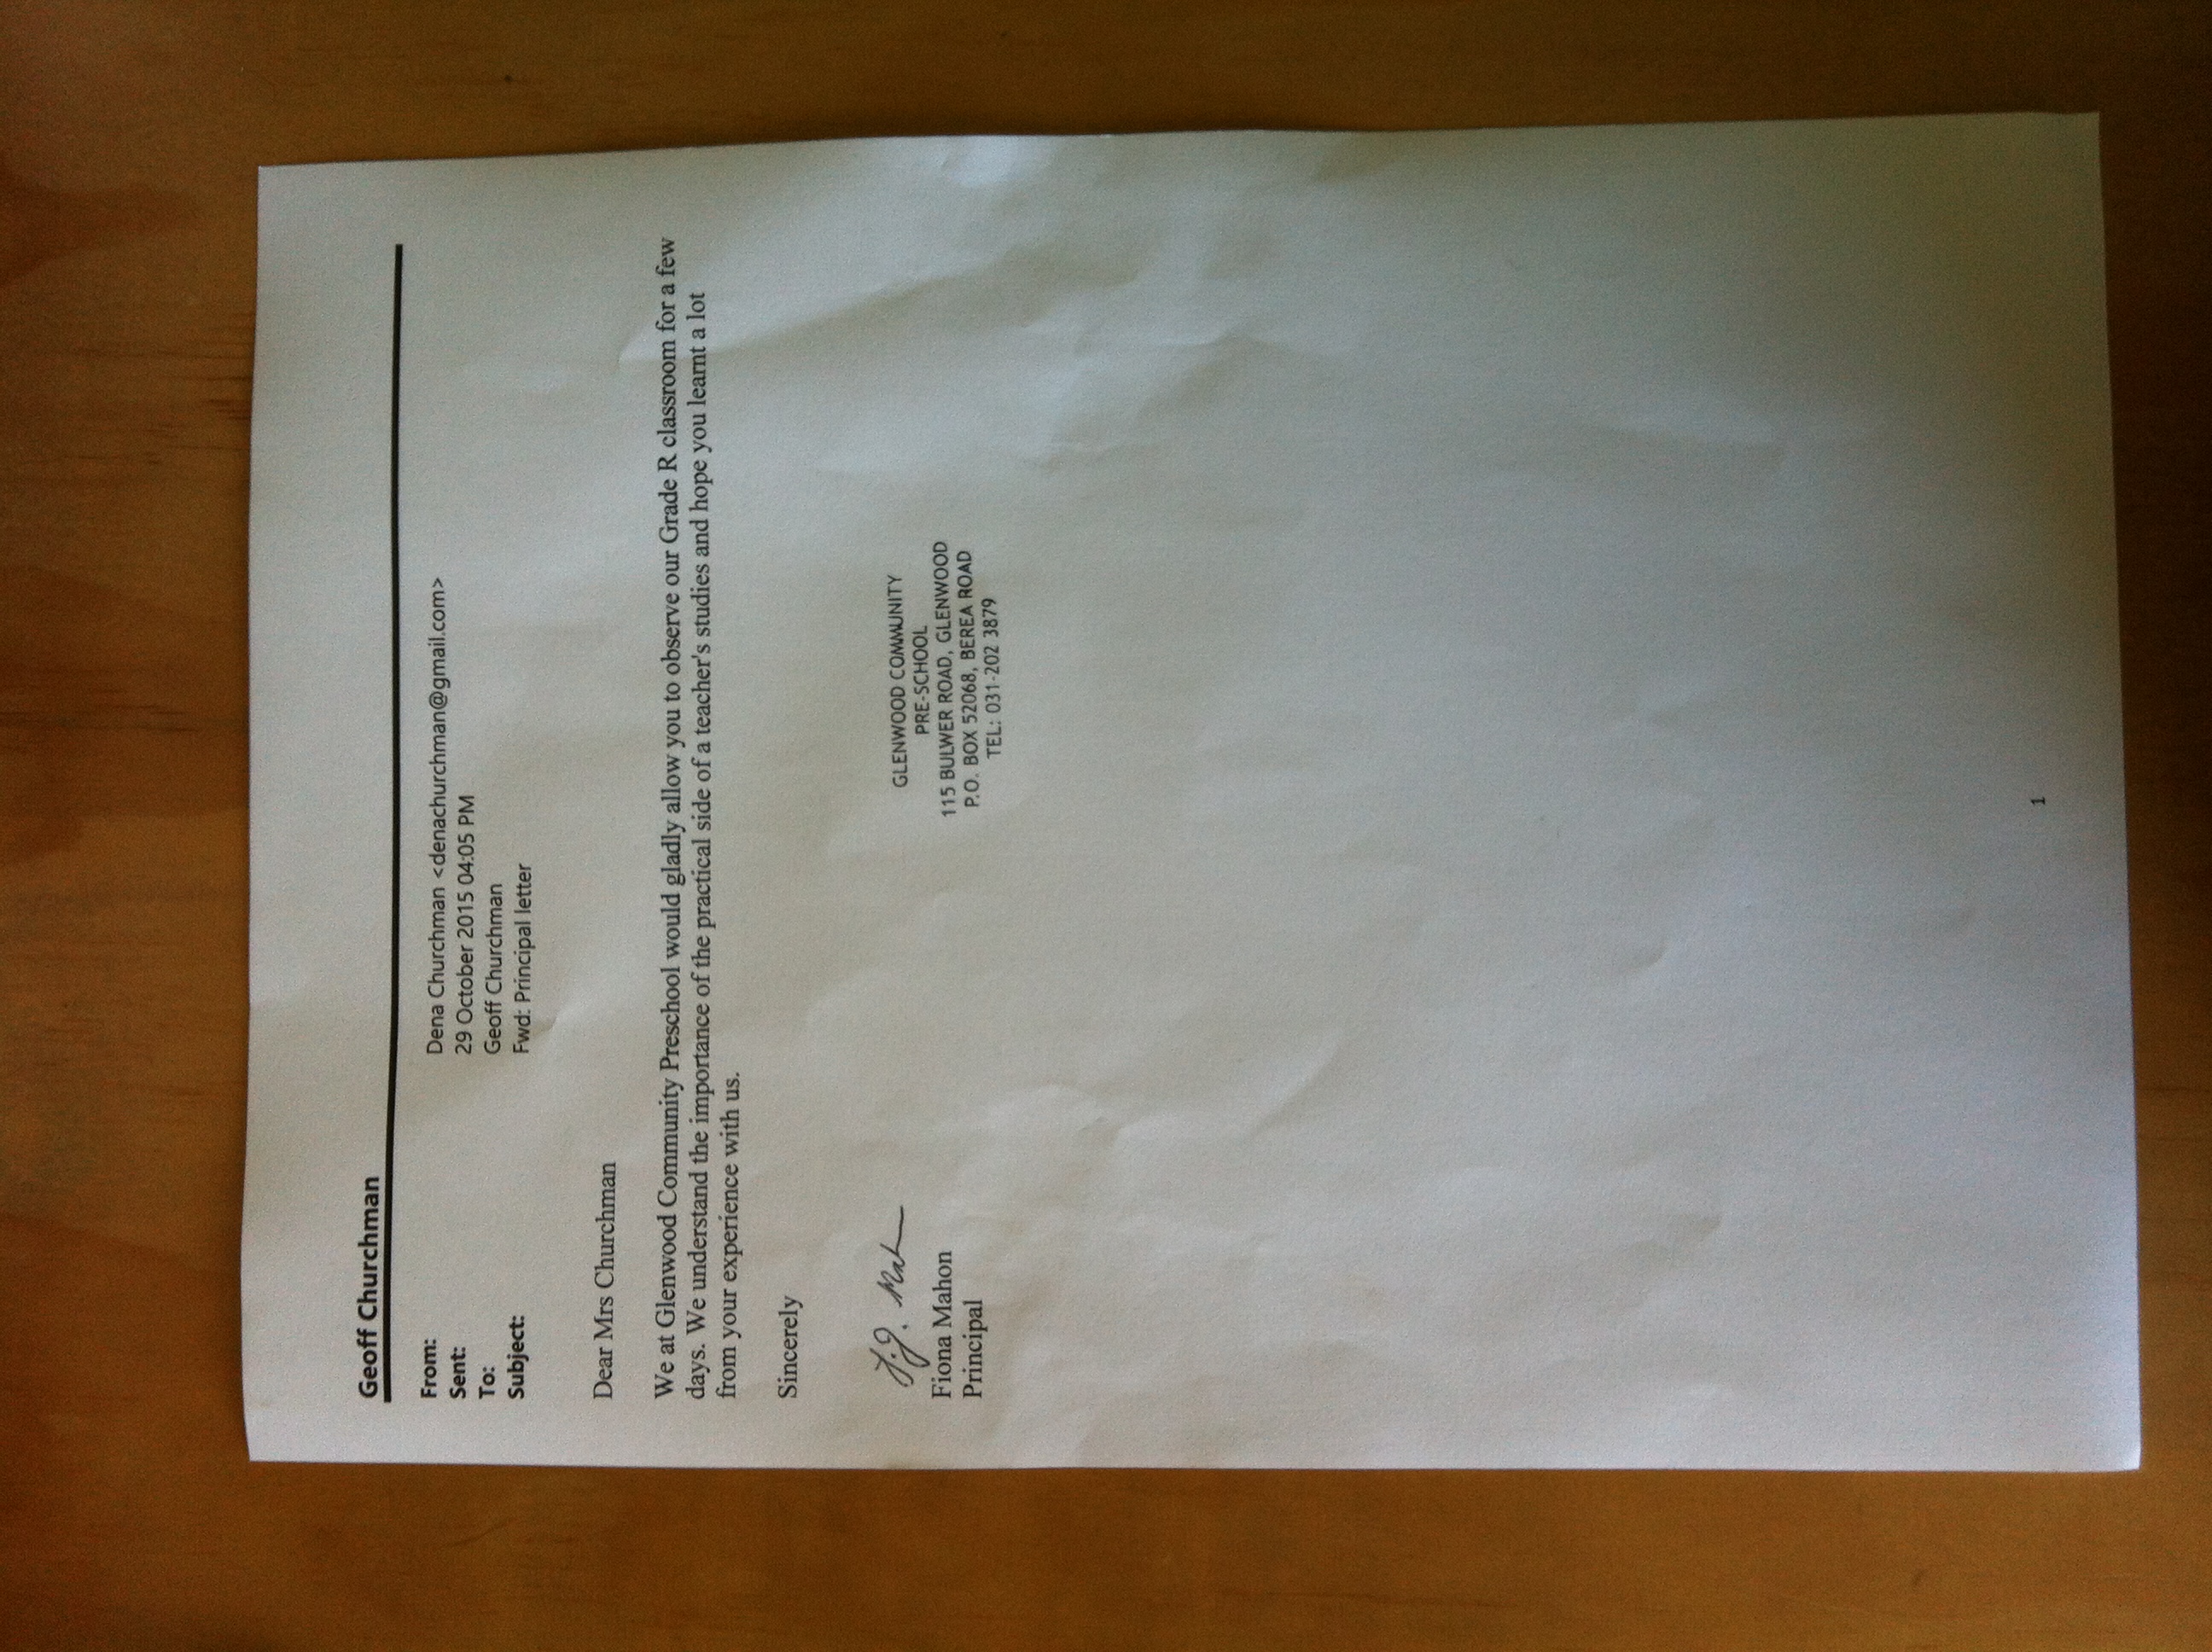 Geoff Churchman
From: Dena Churchman <denachurchman@gmail.com>
Sent: 29 October 2015 04:05 PM
To: Geoff Churchman
Subject: Fwd: Principal letter
Dear Mrs Churchman
We at Glenwood Community Preschool would gladly allow you to observe our Grade R classroom for a few
days. We understand the importance of the practical side of a teacher's studies and hope you learnt a lot
from your experience with us.
Sincerely
F.J. Mahon
Fiona Mahon
Principal
GLENWOOD COMMUNITY
PRE-SCHOOL
115 BULWER ROAD, GLENWOOD
P.O. BOX 52068, BEREA ROAD
TEL: 031-202 3879
1